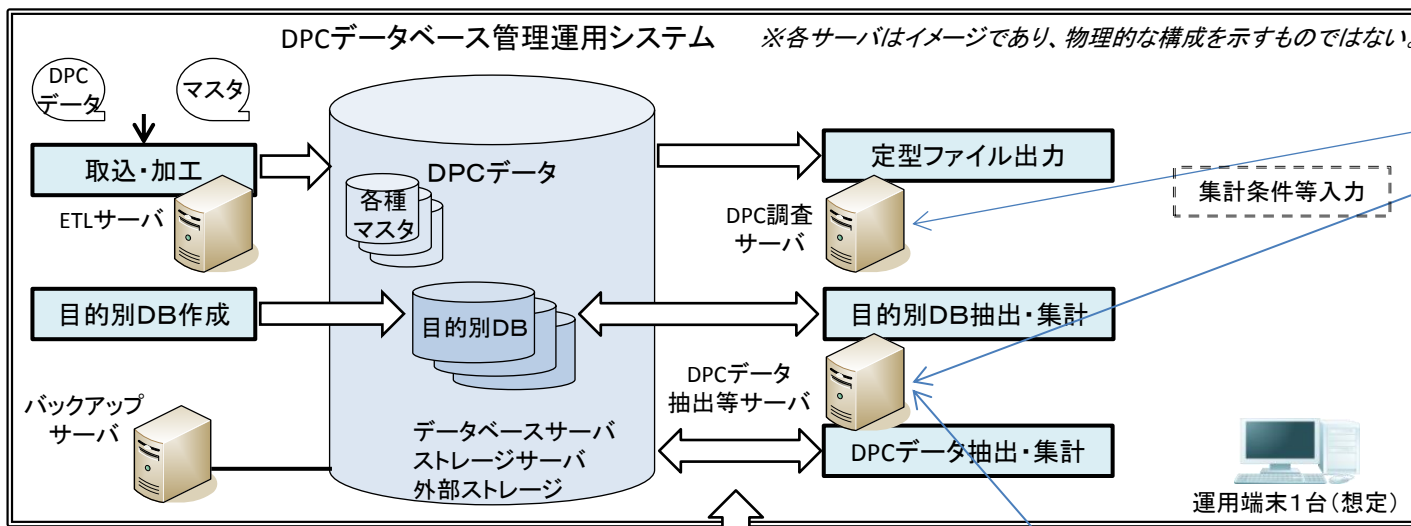 DPCデータベース管理運用システム
※各サーバはイメージであり、物理的な構成を示すものではない。
DPC
データ
マスタ
取込・加工
ETLサーバ
DPCデータ
各種
マスタ
定型ファイル出力
DPC調査
サーバ
集計条件等入力
目的別DB作成
目的別DB
目的別DB抽出・集計
バックアップ
サーバ
DPCデータ
抽出等サーバ
データベースサーバ
ストレージサーバ
外部ストレージ
DPCデータ抽出・集計
運用端末1台(想定)